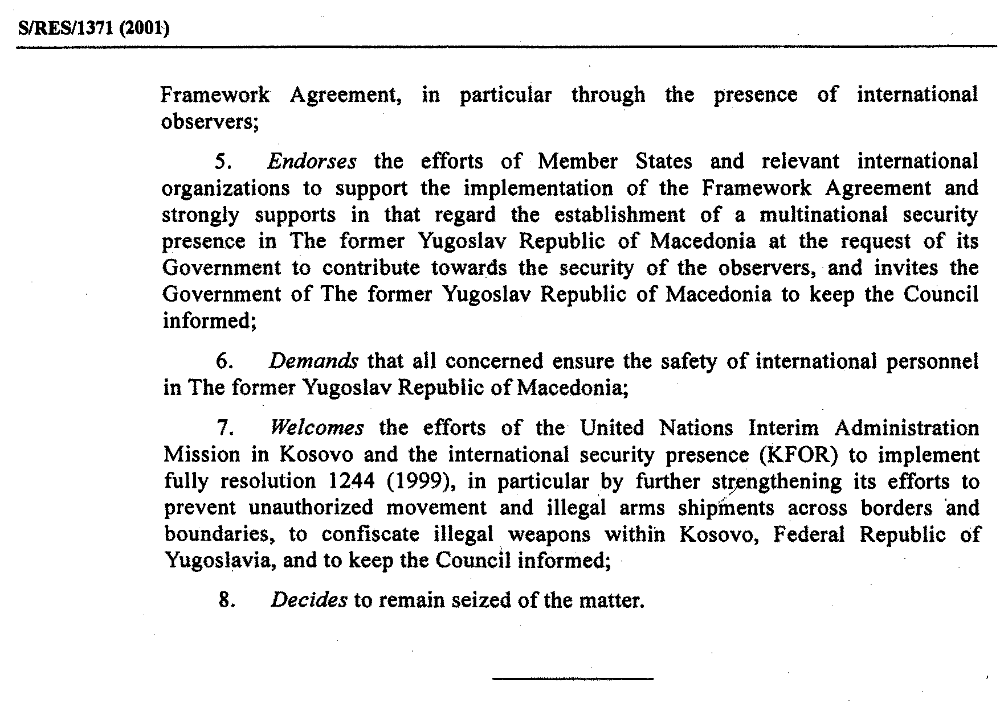 S/RES/1371 (2001)
Framework Agreement, in particular through the presence of international
observers;
5. Endorses the efforts of Member States and relevant international
organizations to support the implementation of the Framework Agreement and
strongly supports in that regard the establishment of a multinational security
presence in The former Yugoslav Republic of Macedonia at the request of its
Government to contribute towards the security of the observers, and invites the
Government of The former Yugoslav Republic of Macedonia to keep the Council
informed;
6. Demands that all concerned ensure the safety of international personnel
in The former Yugoslav Republic of Macedonia;
7. Welcomes the efforts of the United Nations Interim Administration
Mission in Kosovo and the international security presence (KFOR) to implement
fully resolution 1244 (1999), in particular by further strengthening its efforts to
prevent unauthorized movement and illegal arms shipments across borders and
boundaries, to confiscate illegal weapons within Kosovo, Federal Republic of
Yugoslavia, and to keep the Council informed;
8. Decides to remain seized of the matter.